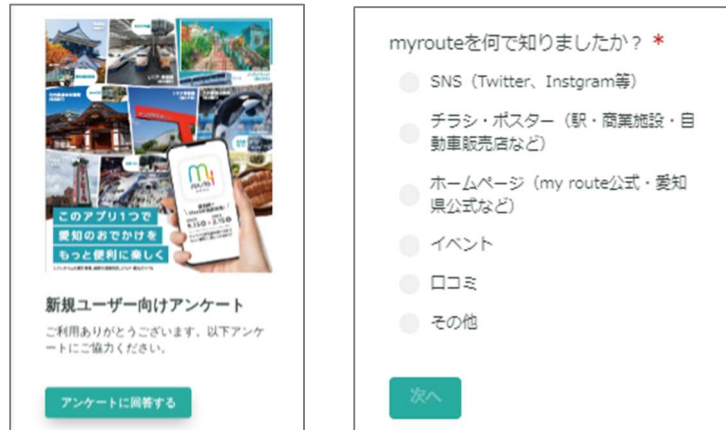 my
route
このアプリ1つで
愛知のおでかけを
もっと便利に楽しく
新規ユーザー向けアンケート
ご利用ありがとうございます。以下アンケ
ートにご協力ください。
アンケートに回答する
myrouteを何で知りましたか？ *
SNS（Twitter、Instgram等）
チラシ・ポスター（駅・商業施設・自
動車販売店など）
ホームページ（my route公式・愛知
県公式など）
イベント
口コミ
その他
次へ